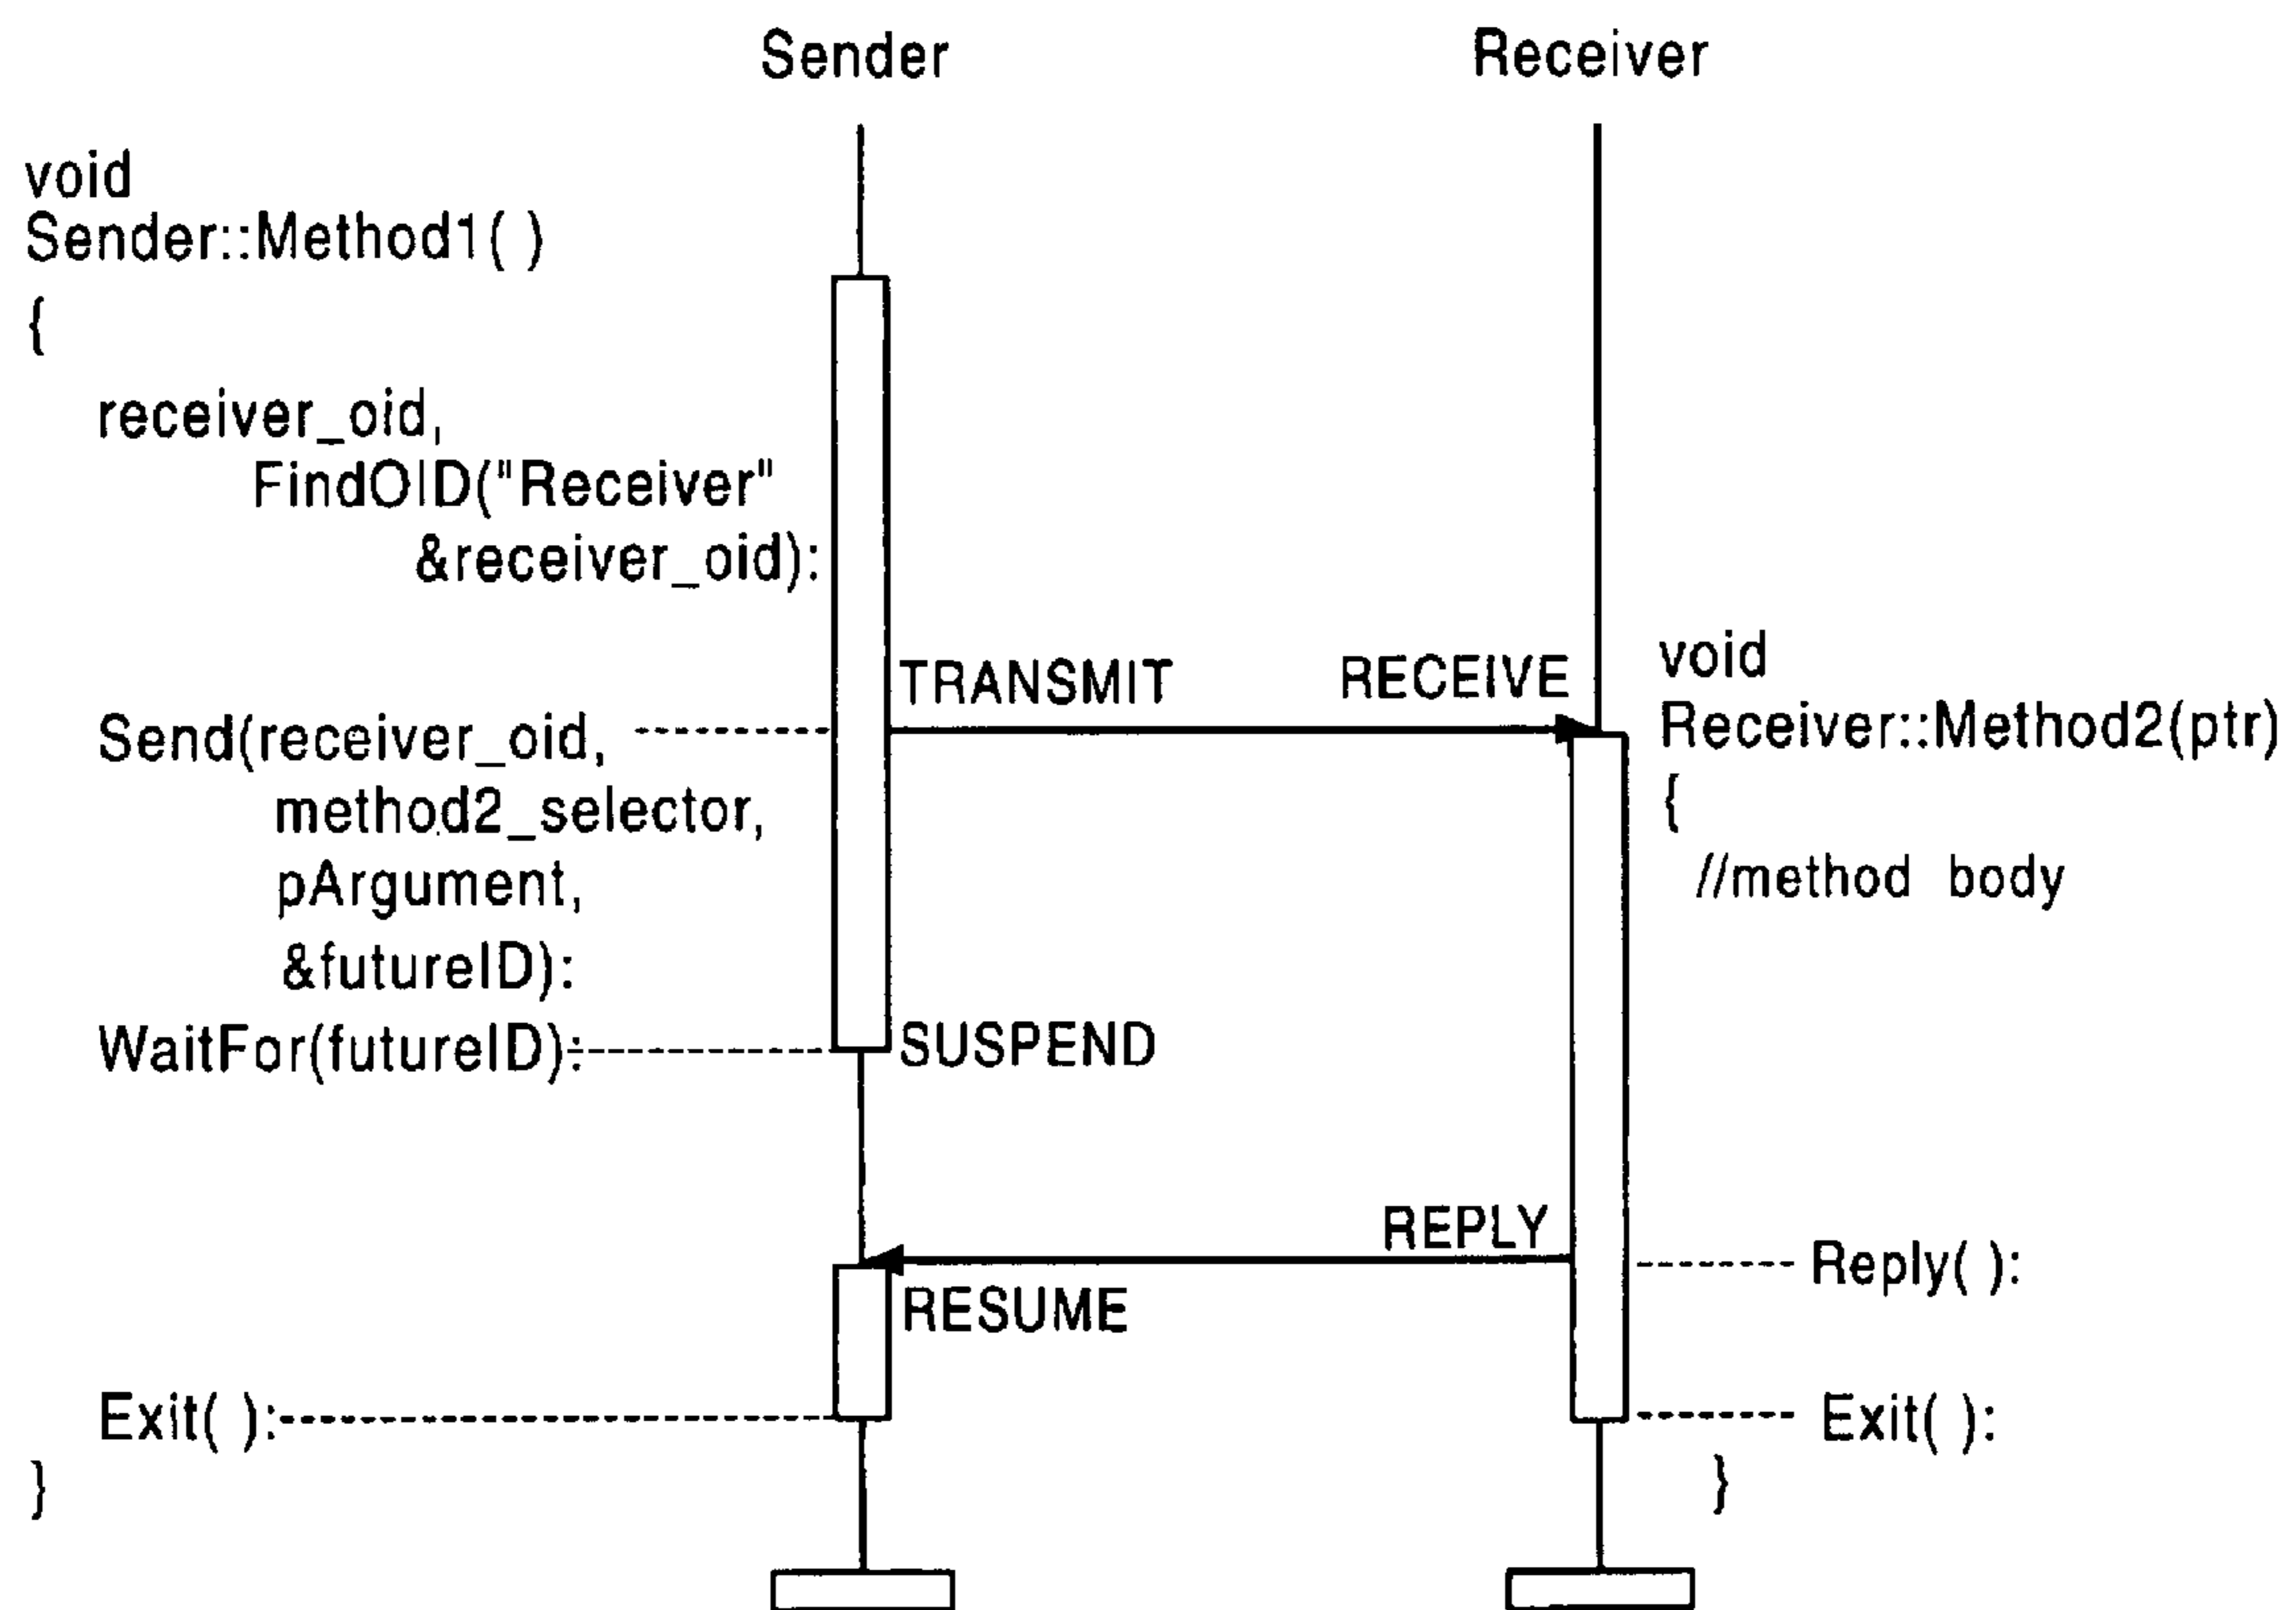 Sender
Receiver
void
Sender::Method1( )
{
receiver_oid,
FindOID("Receiver"
&receiver_oid):
TRANSMIT
RECEIVE
Send(receiver_oid,
method2_selector,
pArgument,
&futureID):
WaitFor(futureID):
SUSPEND
void
Receiver::Method2(ptr)
{
//method body
REPLY
Reply( ):
RESUME
Exit( ):
}
Exit( ):
}